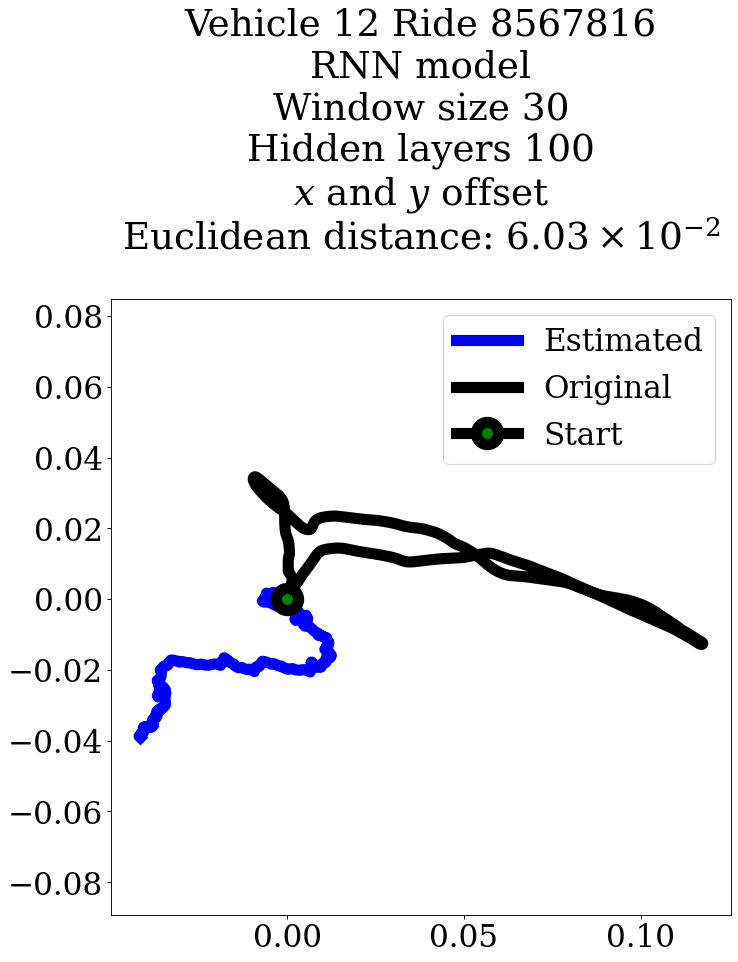 Vehicle 12 Ride 8567816
RNN model
Window size 30
Hidden layers 100
x and y offset
Euclidean distance: 6.03 × 10⁻²
Estimated
Original
Start
0.08
0.06
0.04
0.02
0.00
−0.02
−0.04
−0.06
−0.08
0.00 0.05 0.10